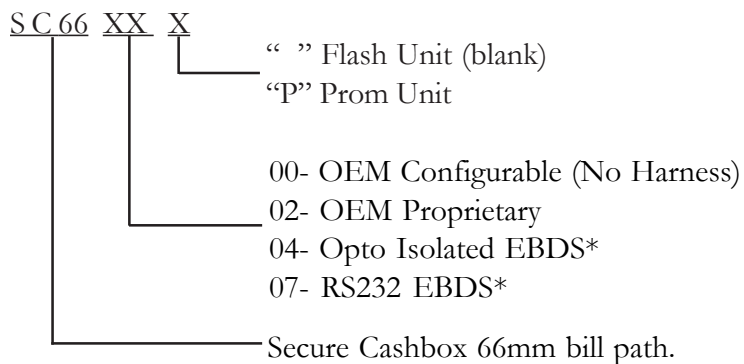 S C 66 XX X
“ ” Flash Unit (blank)
“P” Prom Unit
00- OEM Configurable (No Harness)
02- OEM Proprietary
04- Opto Isolated EBDS*
07- RS232 EBDS*
Secure Cashbox 66mm bill path.